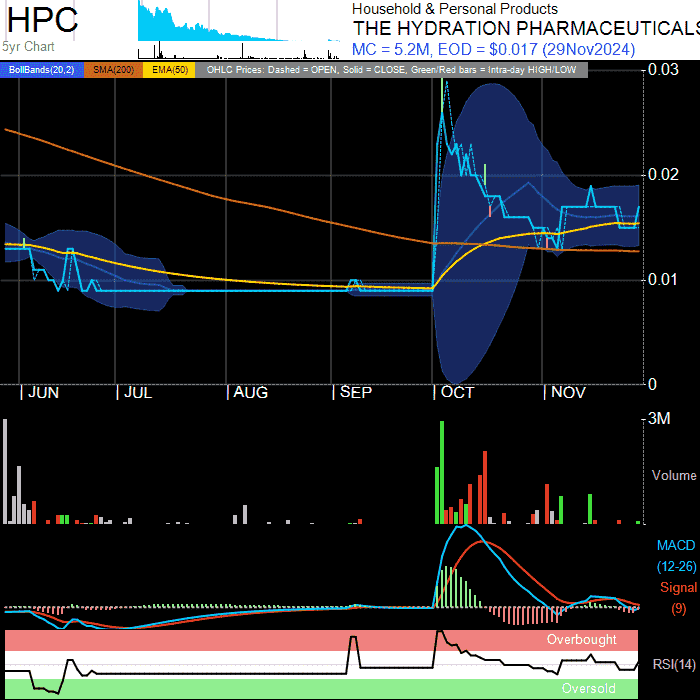 HPC
5yr Chart
Household & Personal Products
THE HYDRATION PHARMACEUTICALS
MC = 5.2M, EOD = $0.017 (29Nov2024)
BollBands(20,2) SMA(200) EMA(50) OHLC Prices: Dashed = OPEN, Solid = CLOSE, Green/Red bars = Intra-day HIGH/LOW
0.03
0.02
0.01
0
JUN JUL AUG SEP OCT NOV
3M
Volume
MACD
(12-26)
Signal
(9)
Overbought
RSI(14)
Oversold